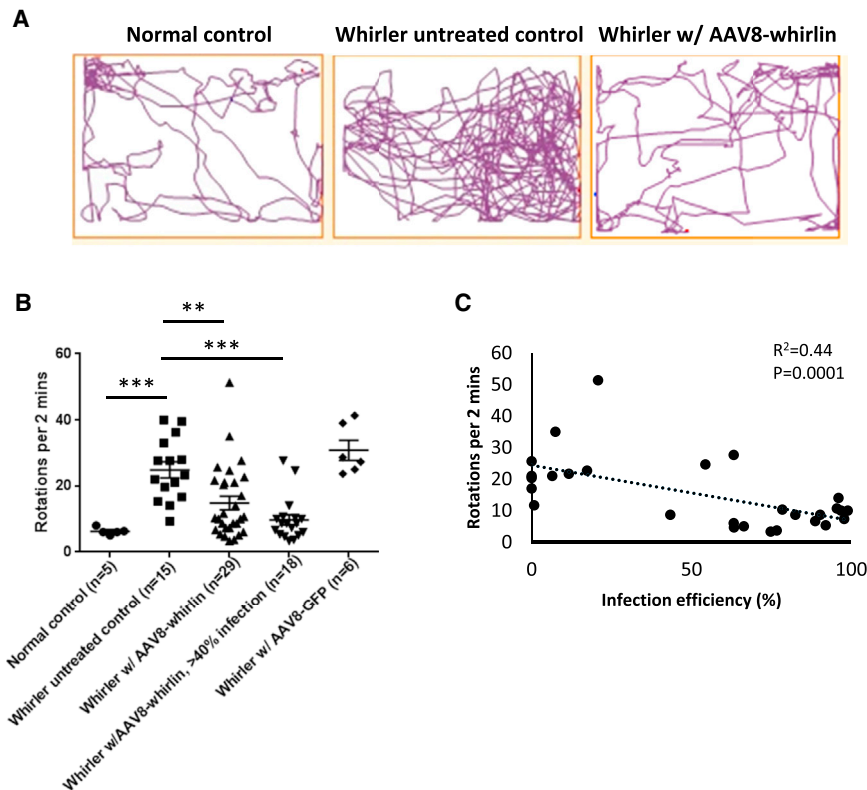 A
Normal control
Whirler untreated control
Whirler w/ AAV8-whirlin
B
**
***
***
60
40
20
0
Rotations per 2 mins
Normal control (n=5)
Whirler untreated control (n=15)
Whirler w/ AAV8-whirlin (n=29)
Whirler w/AAV8-whirlin, >40% infection (n=18)
Whirler w/ AAV8-GFP (n=6)
C
R²=0.44
P=0.0001
60
50
40
30
20
10
0
Rotations per 2 mins
0
50
100
Infection efficiency (%)